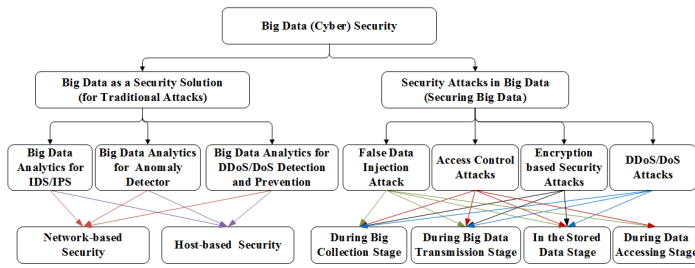 Big Data (Cyber) Security
Big Data as a Security Solution
(for Traditional Attacks)
Security Attacks in Big Data
(Securing Big Data)
Big Data
Analytics for
IDS/IPS
Big Data Analytics
for Anomaly
Detector
Big Data Analytics for
DDoS/DoS Detection
and Prevention
False Data
Injection
Attack
Access Control
Attacks
Encryption
based Security
Attacks
DDoS/DoS
Attacks
Network-based
Security
Host-based Security
During Big
Collection Stage
During Big Data
Transmission Stage
In the Stored
Data Stage
During Data
Accessing Stage